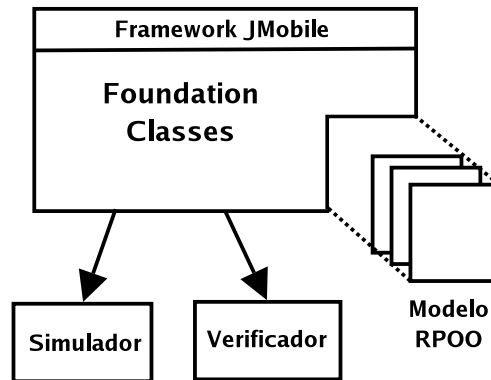 Framework JMobile
Foundation
Classes
Simulador
Verificador
Modelo
RPOO